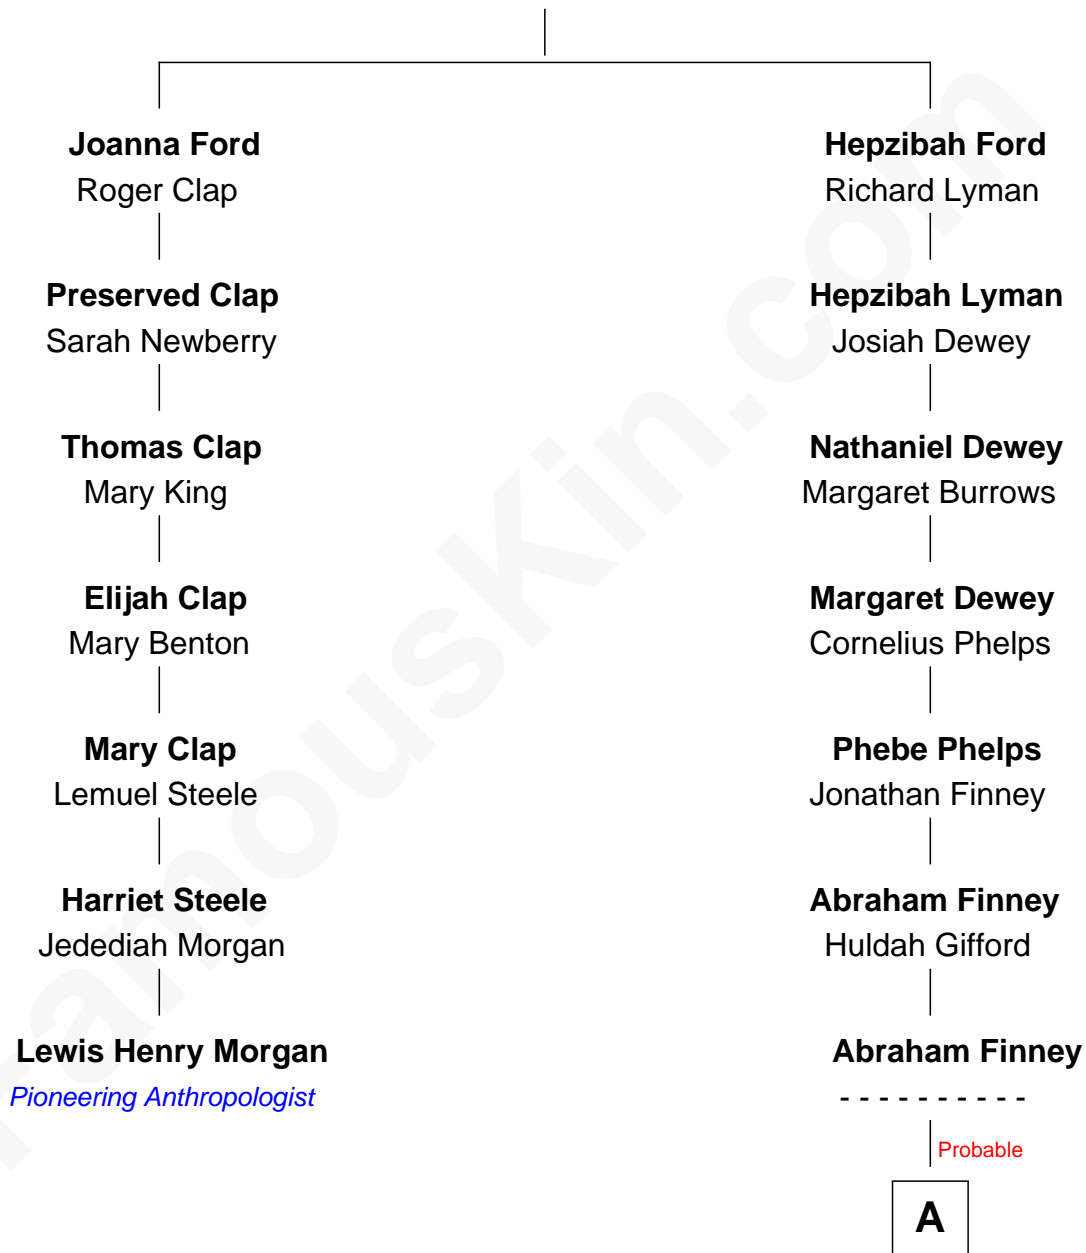 Joanna Ford
Roger Clap
Hepzibah Ford
Richard Lyman
Preserved Clap
Sarah Newberry
Hepzibah Lyman
Josiah Dewey
Thomas Clap
Mary King
Nathaniel Dewey
Margaret Burrows
Elijah Clap
Mary Benton
Margaret Dewey
Cornelius Phelps
Mary Clap
Lemuel Steele
Phebe Phelps
Jonathan Finney
Harriet Steele
Jedediah Morgan
Abraham Finney
Huldah Gifford
Lewis Henry Morgan
Pioneering Anthropologist
Abraham Finney
- - - - - - - - - -
Probable
A
FamousKin.com